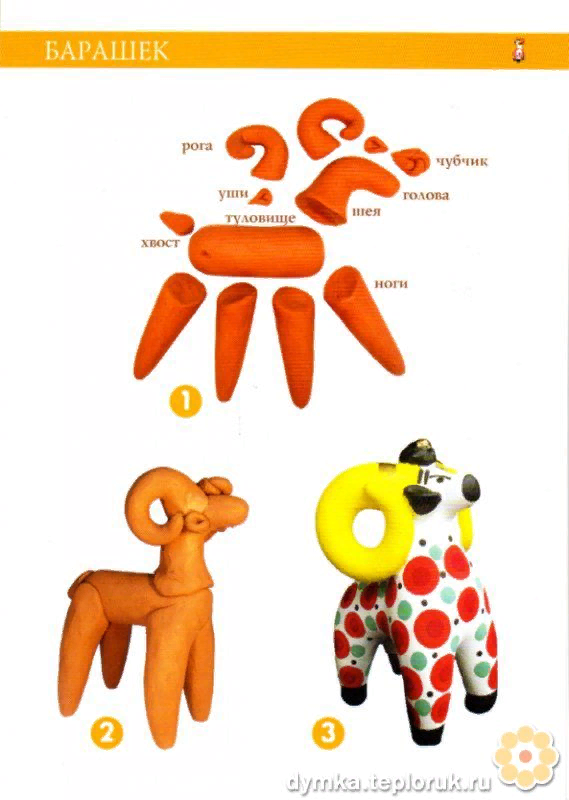 БАРАШЕК
рога
чубчик
уши
голова
туловище
шея
хвост
ноги
1
2
3
dymka.teploruk.ru